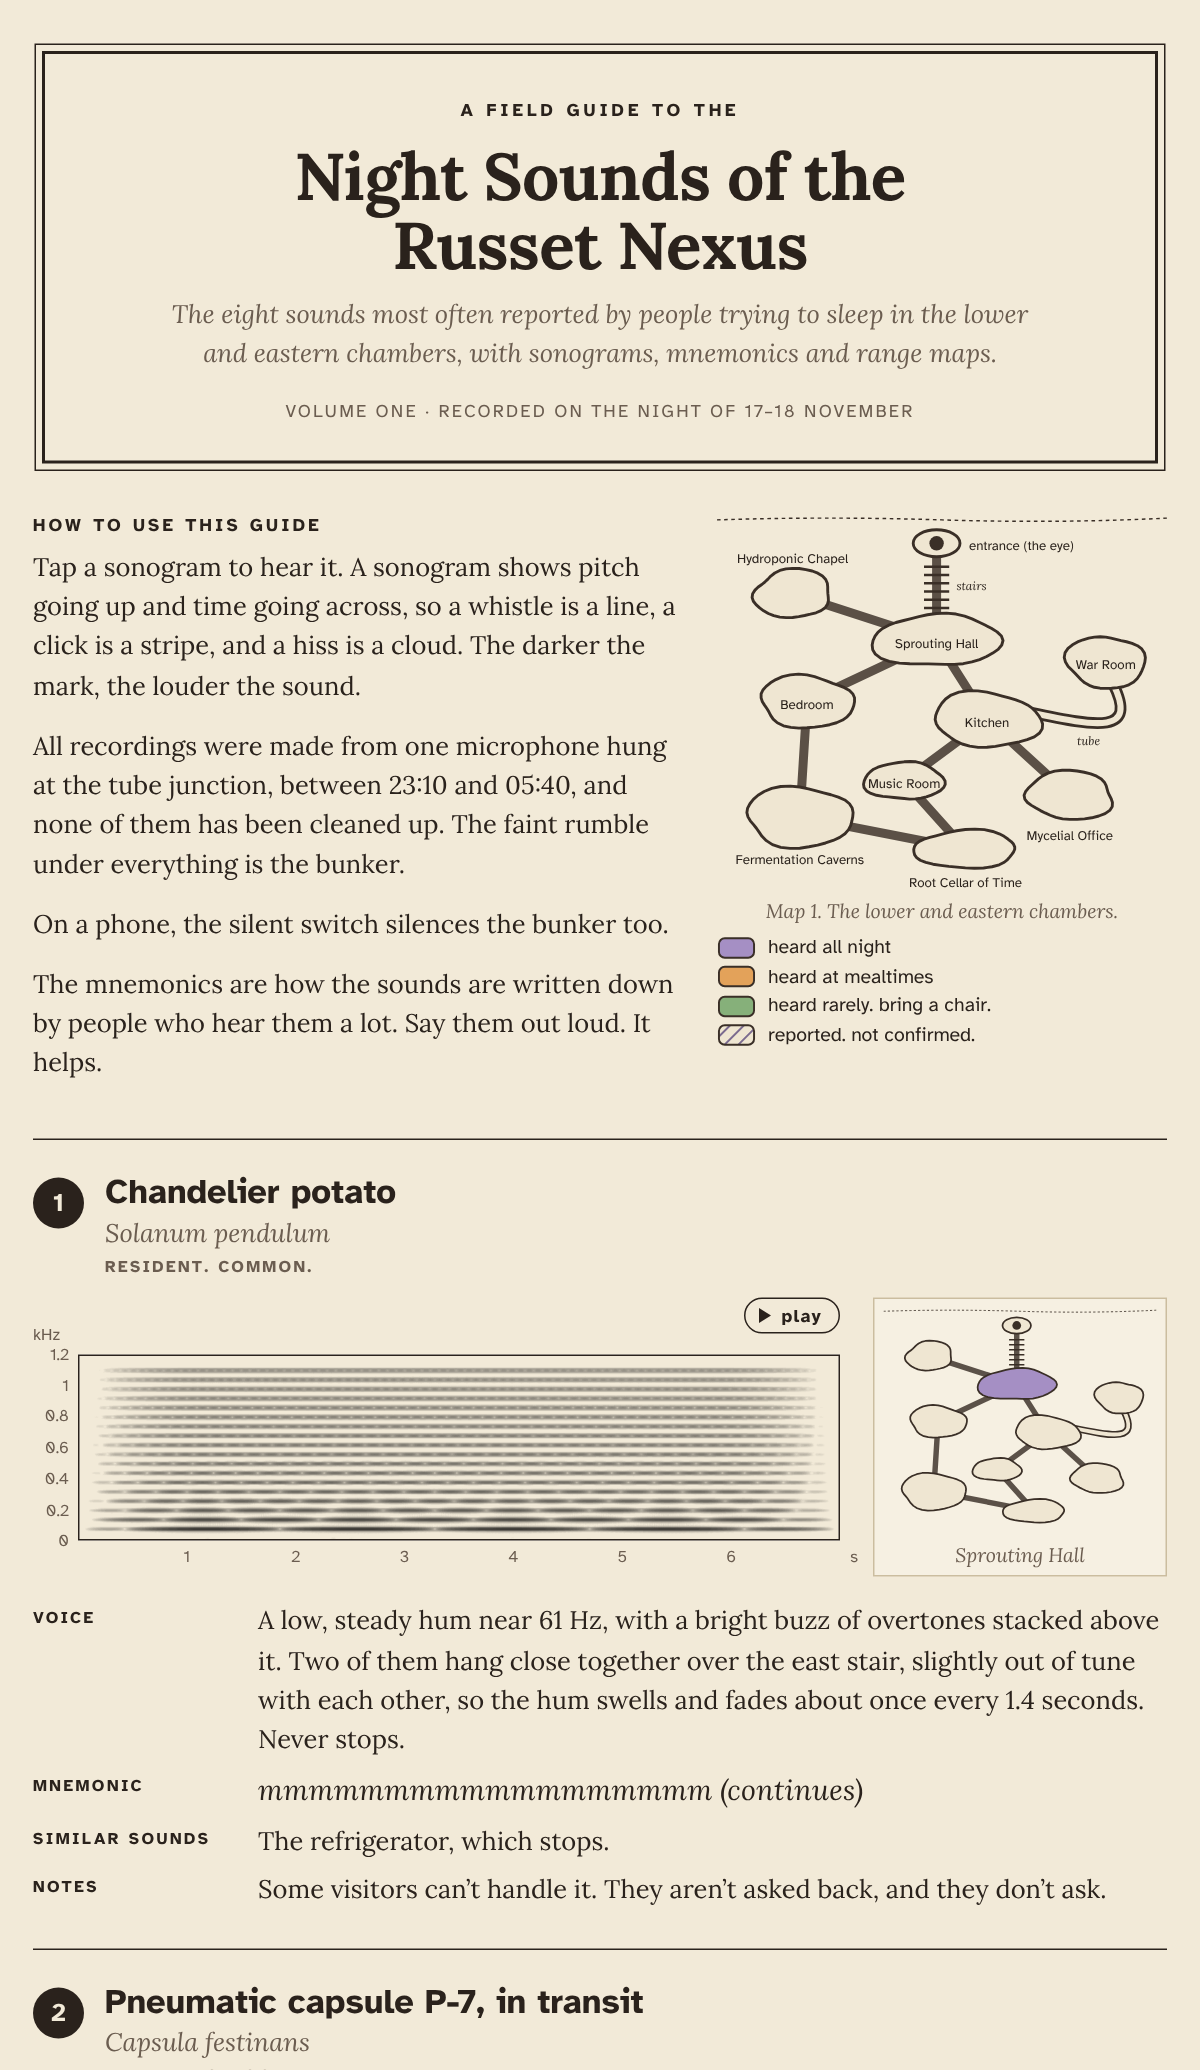 A FIELD GUIDE TO THE
Night Sounds of the
Russet Nexus
The eight sounds most often reported by people trying to sleep in the lower
and eastern chambers, with sonograms, mnemonics and range maps.
VOLUME ONE · RECORDED ON THE NIGHT OF 17–18 NOVEMBER
HOW TO USE THIS GUIDE
Tap a sonogram to hear it. A sonogram shows pitch
going up and time going across, so a whistle is a line, a
click is a stripe, and a hiss is a cloud. The darker the
mark, the louder the sound.
All recordings were made from one microphone hung
at the tube junction, between 23:10 and 05:40, and
none of them has been cleaned up. The faint rumble
under everything is the bunker.
On a phone, the silent switch silences the bunker too.
The mnemonics are how the sounds are written down
by people who hear them a lot. Say them out loud. It
helps.
entrance (the eye)
Hydroponic Chapel
stairs
Sprouting Hall
War Room
Bedroom
Kitchen
tube
Music Room
Mycelial Office
Fermentation Caverns
Root Cellar of Time
Map 1. The lower and eastern chambers.
heard all night
heard at mealtimes
heard rarely. bring a chair.
reported. not confirmed.
1
Chandelier potato
Solanum pendulum
RESIDENT. COMMON.
play
kHz
1.2
1
0.8
0.6
0.4
0.2
0
1 2 3 4 5 6 s
Sprouting Hall
VOICE
A low, steady hum near 61 Hz, with a bright buzz of overtones stacked above
it. Two of them hang close together over the east stair, slightly out of tune
with each other, so the hum swells and fades about once every 1.4 seconds.
Never stops.
MNEMONIC
mmmmmmmmmmmmmmmmmm (continues)
SIMILAR SOUNDS
The refrigerator, which stops.
NOTES
Some visitors can’t handle it. They aren’t asked back, and they don’t ask.
2
Pneumatic capsule P-7, in transit
Capsula festinans